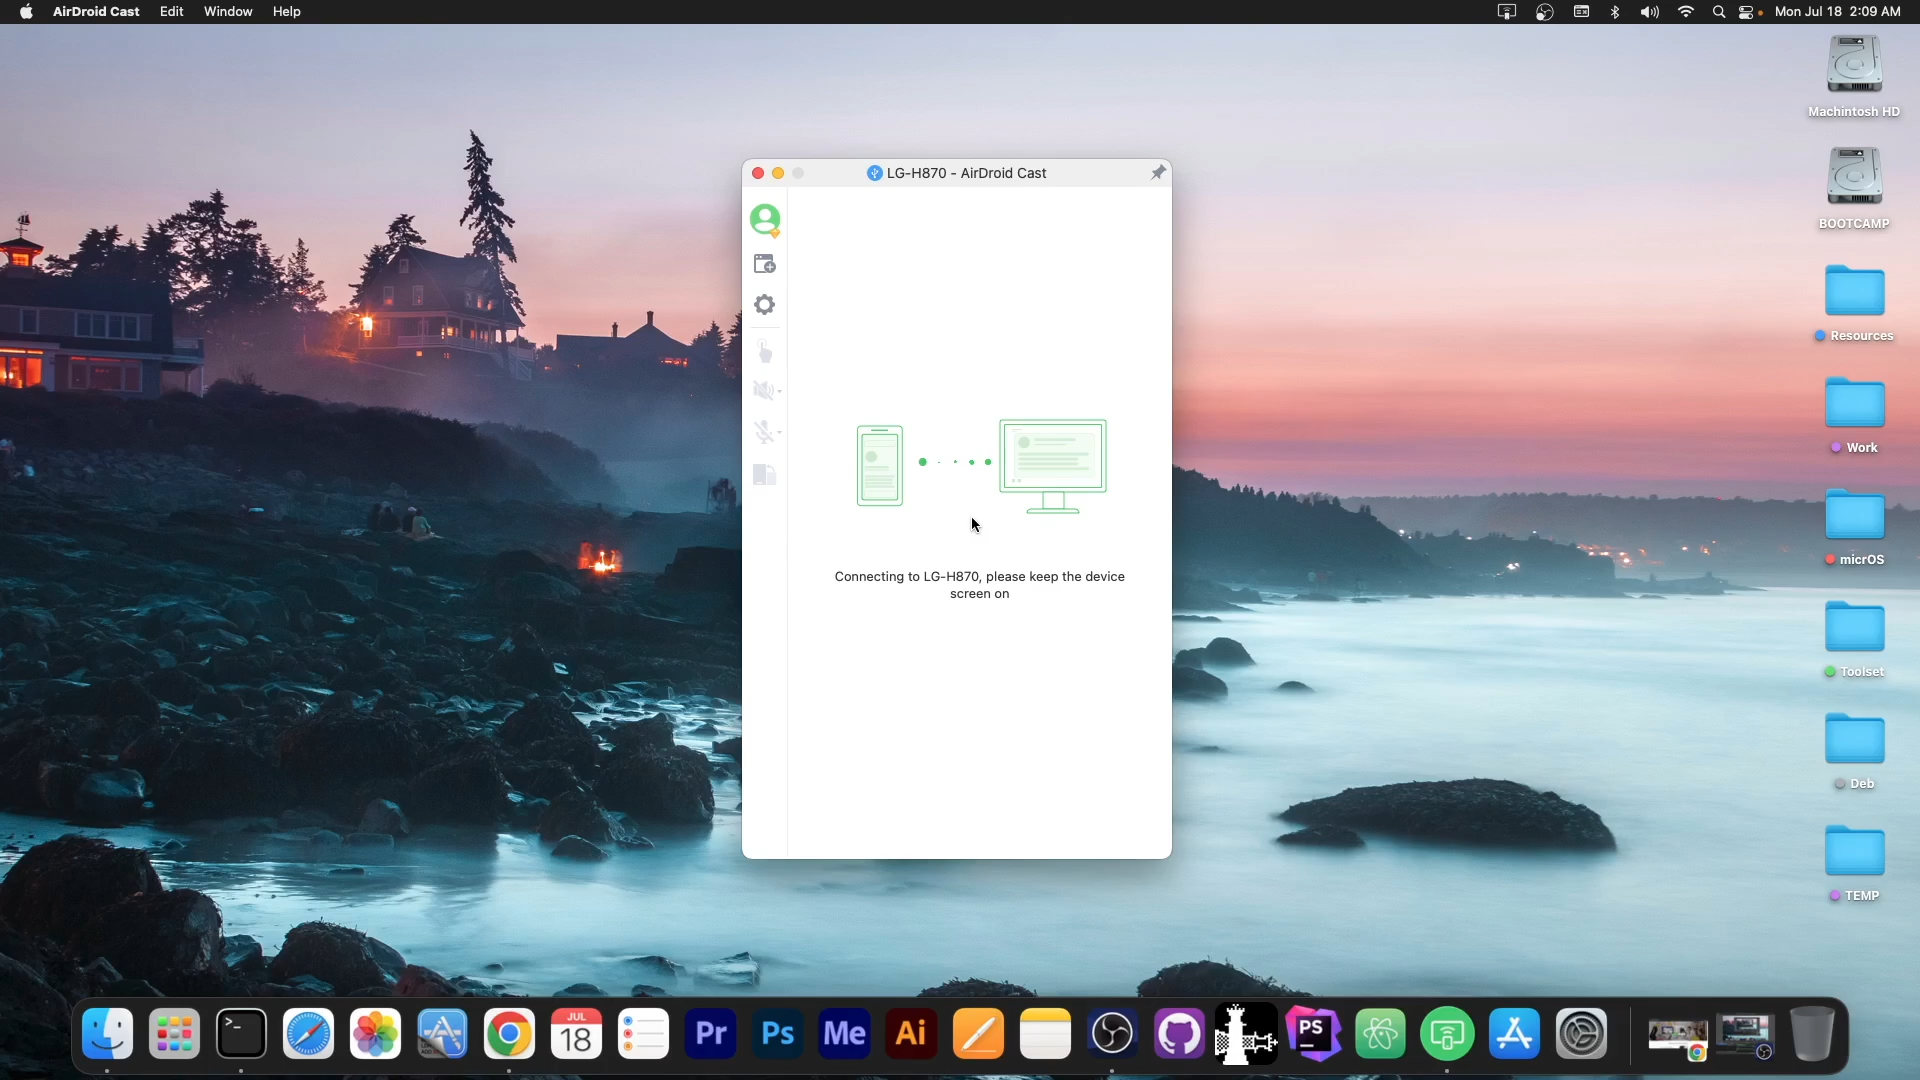 AirDroid Cast Edit Window Help Mon Jul 18 2:09 AM
Machintosh HD
BOOTCAMP
Resources
Work
micrOS
Toolset
Deb
TEMP
LG-H870 - AirDroid Cast
Connecting to LG-H870, please keep the device
screen on
>_
JUL
18
Pr
Ps
Me
Ai
PS